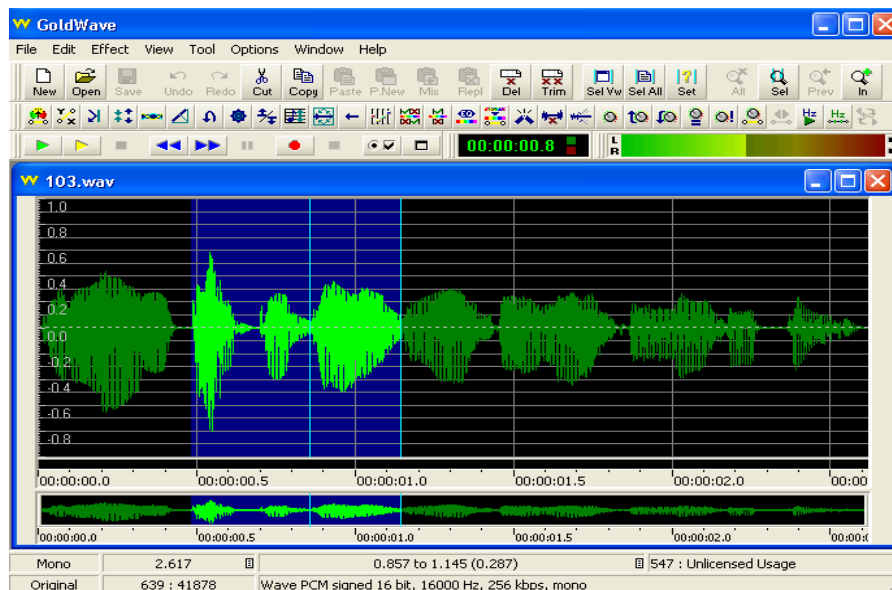 GoldWave
File Edit Effect View Tool Options Window Help
New Open Save Undo Redo Cut Copy Paste P.New Mix Repl Del Trim Sel Vw Sel All Set All Sel Prev In
00:00:00.8 L
R
103.wav
1.0
0.8
0.6
0.4
0.2
0.0
-0.2
-0.4
-0.6
-0.8
00:00:00.0 00:00:00.5 00:00:01.0 00:00:01.5 00:00:02.0 00:00
00:00:00.0 00:00:00.5 00:00:01.0 00:00:01.5 00:00:02.0
Mono 2.617 0.857 to 1.145 (0.287) 547 : Unlicensed Usage
Original 639 : 41878 Wave PCM signed 16 bit, 16000 Hz, 256 kbps, mono